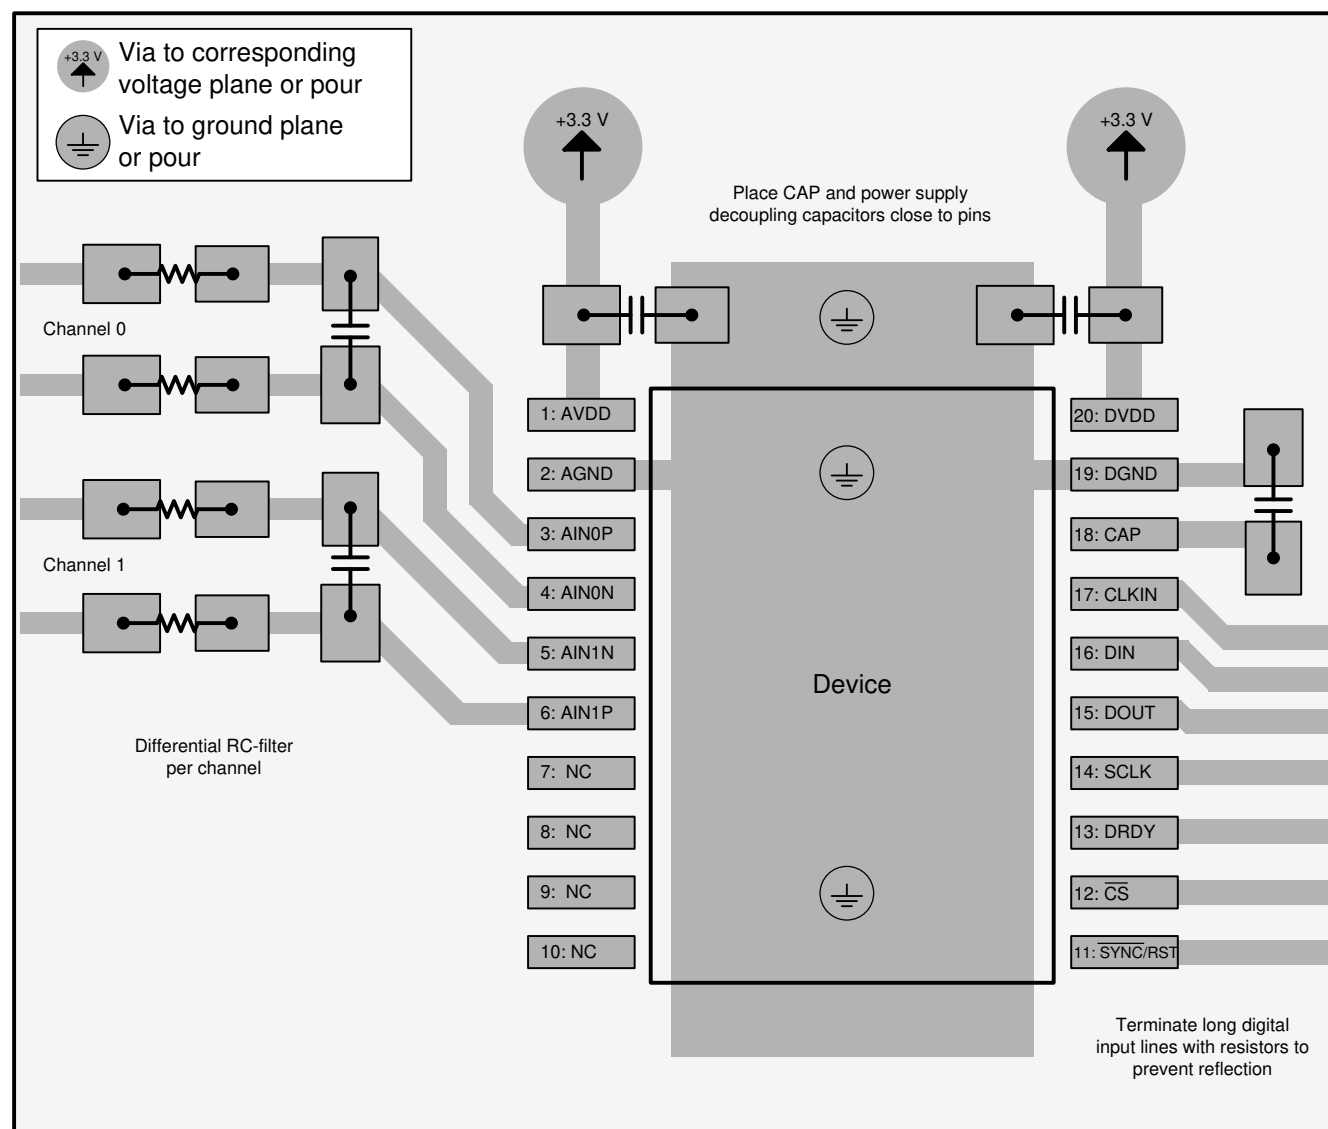 +3.3 V
Via to corresponding
voltage plane or pour
Via to ground plane
or pour
+3.3 V
+3.3 V
Place CAP and power supply
decoupling capacitors close to pins
Channel 0
Channel 1
Differential RC-filter
per channel
1: AVDD
2: AGND
3: AIN0P
4: AIN0N
5: AIN1N
6: AIN1P
7: NC
8: NC
9: NC
10: NC
Device
20: DVDD
19: DGND
18: CAP
17: CLKIN
16: DIN
15: DOUT
14: SCLK
13: DRDY
12: C̅S̅
11: S̅Y̅N̅C̅/RST
Terminate long digital
input lines with resistors to
prevent reflection